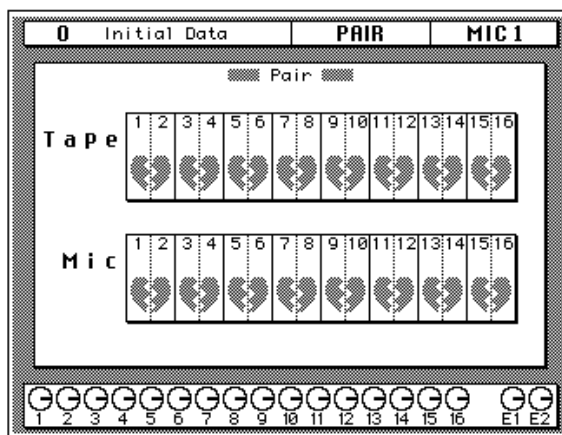 0 Initial Data PAIR MIC 1
Pair
1 2 3 4 5 6 7 8 9 10 11 12 13 14 15 16
Tape
1 2 3 4 5 6 7 8 9 10 11 12 13 14 15 16
Mic
1 2 3 4 5 6 7 8 9 10 11 12 13 14 15 16 E1 E2